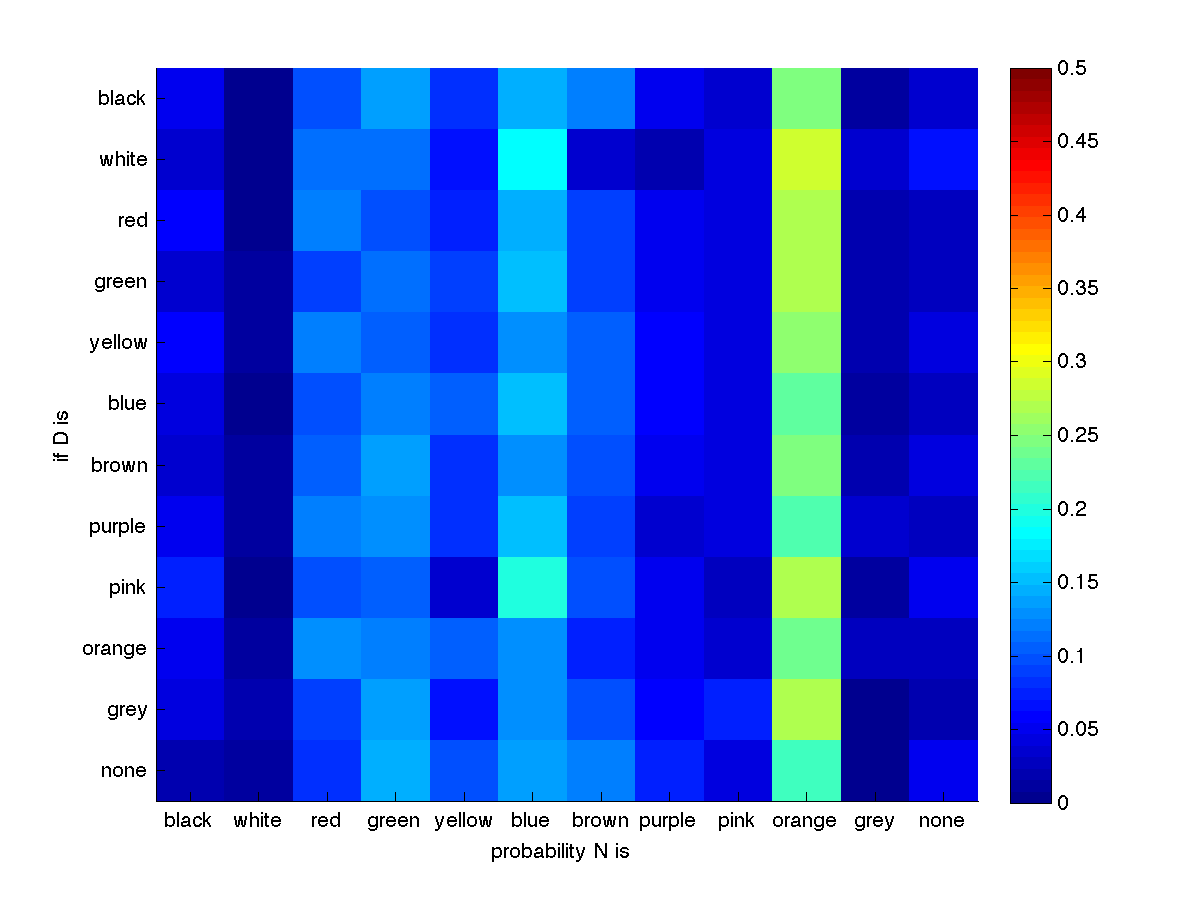 black
white
red
green
yellow
blue
brown
purple
pink
orange
grey
none
if D is
black white red green yellow blue brown purple pink orange grey none
probability N is
0.5
0.45
0.4
0.35
0.3
0.25
0.2
0.15
0.1
0.05
0